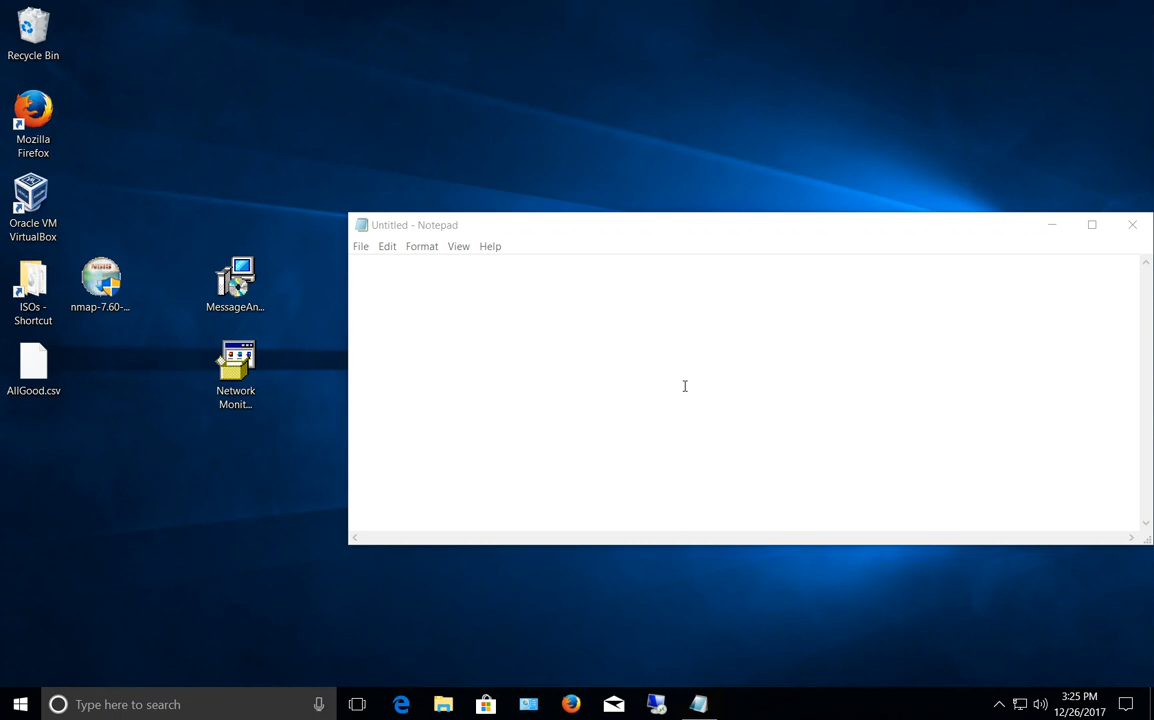 Recycle Bin
Mozilla
Firefox
Oracle VM
VirtualBox
ISOs -
Shortcut
nmap-7.60-...
MessageAn...
AllGood.csv
Network
Monit...
Untitled - Notepad
File Edit Format View Help
Type here to search
3:25 PM
12/26/2017